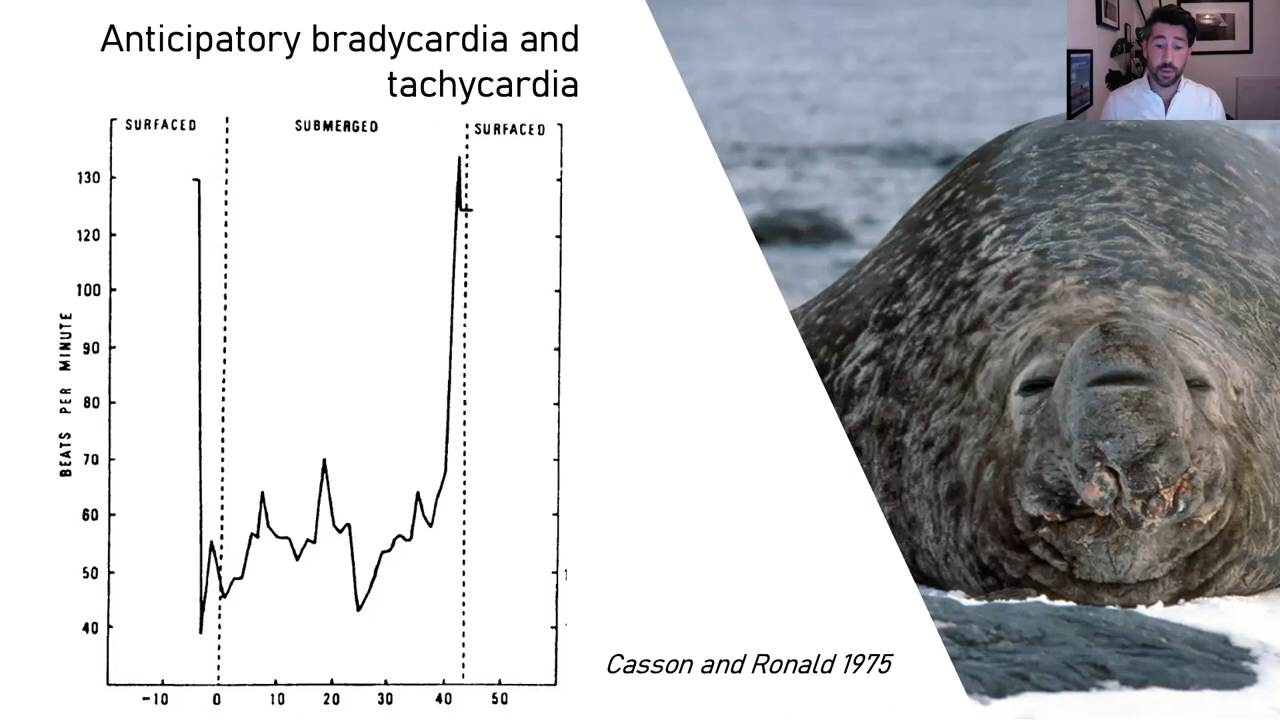 Anticipatory bradycardia and
tachycardia
SURFACED SUBMERGED SURFACED
130
120
100
90
80
70
60
50
40
BEATS PER MINUTE
-10 0 10 20 30 40 50
Casson and Ronald 1975